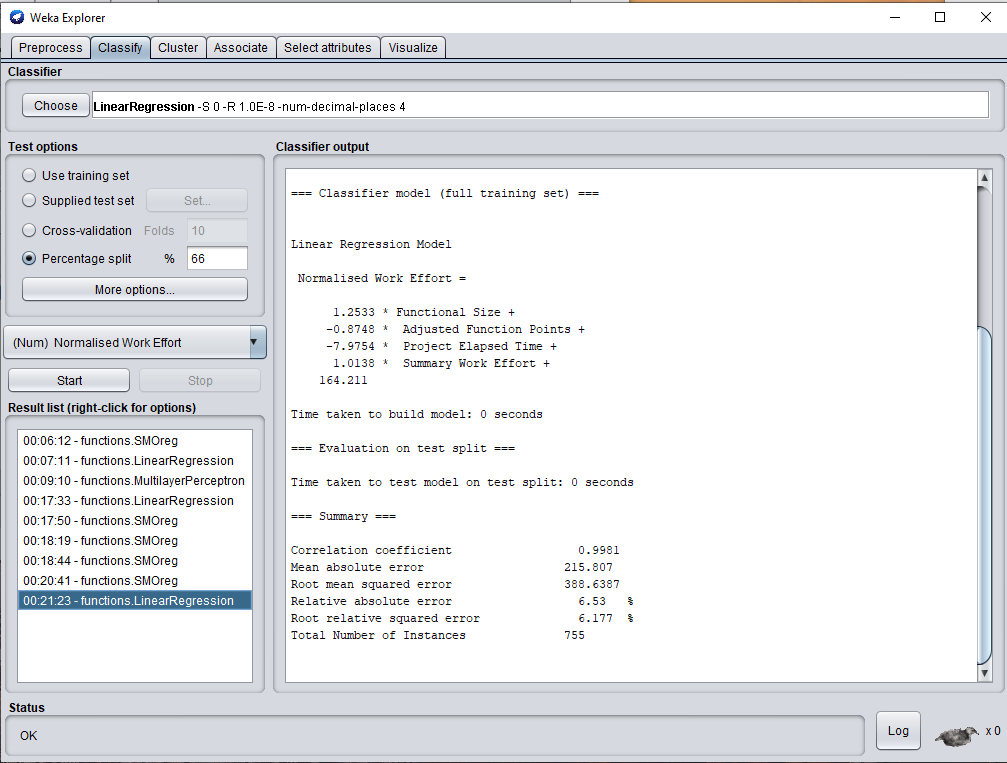 Weka Explorer
Preprocess Classify Cluster Associate Select attributes Visualize
Classifier
Choose LinearRegression -S 0 -R 1.0E-8 -num-decimal-places 4
Test options
Use training set
Supplied test set Set...
Cross-validation Folds 10
Percentage split % 66
More options...
(Num) Normalised Work Effort
Start Stop
Result list (right-click for options)
00:06:12 - functions.SMOreg
00:07:11 - functions.LinearRegression
00:09:10 - functions.MultilayerPerceptron
00:17:33 - functions.LinearRegression
00:17:50 - functions.SMOreg
00:18:19 - functions.SMOreg
00:18:44 - functions.SMOreg
00:20:41 - functions.SMOreg
00:21:23 - functions.LinearRegression
Classifier output
=== Classifier model (full training set) ===
Linear Regression Model
Normalised Work Effort =
1.2533 * Functional Size +
-0.8748 * Adjusted Function Points +
-7.9754 * Project Elapsed Time +
1.0138 * Summary Work Effort +
164.211
Time taken to build model: 0 seconds
=== Evaluation on test split ===
Time taken to test model on test split: 0 seconds
=== Summary ===
Correlation coefficient 0.9981
Mean absolute error 215.807
Root mean squared error 388.6387
Relative absolute error 6.53 %
Root relative squared error 6.177 %
Total Number of Instances 755
Status
OK
Log x 0